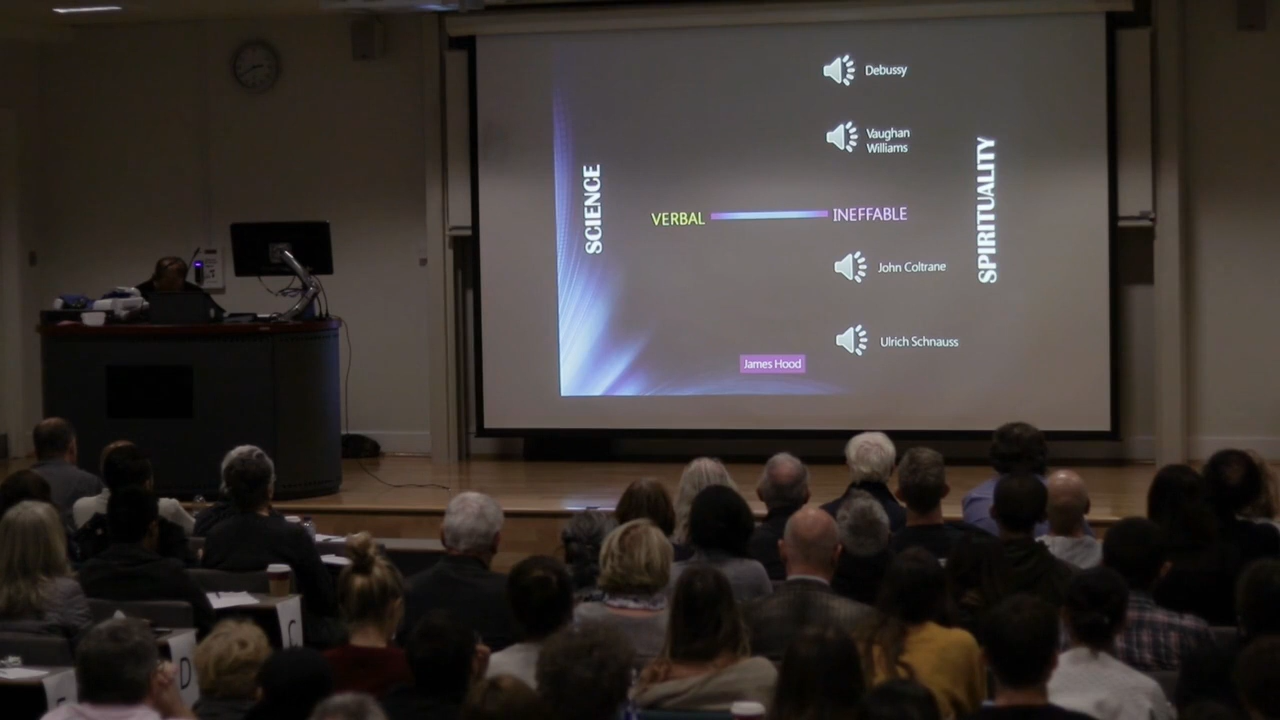 Debussy
Vaughan
Williams
SCIENCE
SPIRITUALITY
VERBAL
INEFFABLE
John Coltrane
Ulrich Schnauss
James Hood
C
D